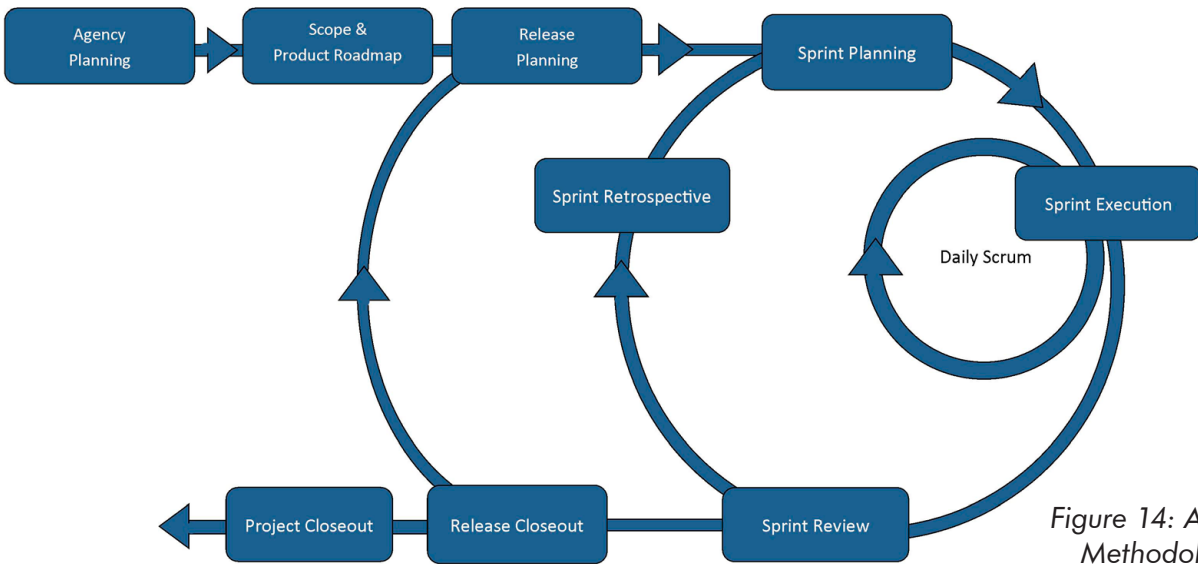 Agency
Planning
Scope &
Product Roadmap
Release
Planning
Sprint Planning
Sprint Retrospective
Sprint Execution
Daily Scrum
Project Closeout
Release Closeout
Sprint Review
Figure 14: A
Methodol